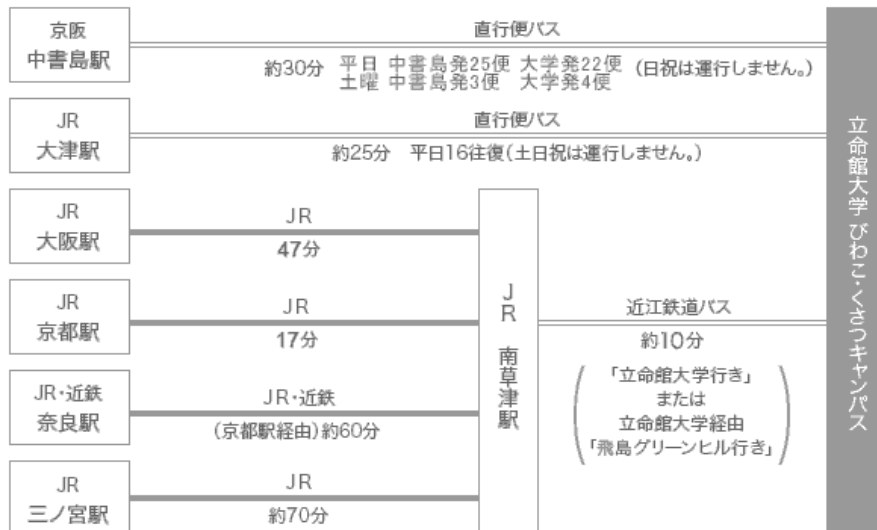 京阪
中書島駅
直行便バス
約30分 平日 中書島発25便 大学発22便 (日祝は運行しません。)
土曜 中書島発3便 大学発4便
JR
大津駅
直行便バス
約25分 平日16往復(土日祝は運行しません。)
JR
大阪駅
JR
47分
JR
京都駅
JR
17分
JR・近鉄
奈良駅
JR・近鉄
(京都駅経由)約60分
JR
三ノ宮駅
JR
約70分
JR 南草津駅
近江鉄道バス
約10分
「立命館大学行き」
または
立命館大学経由
「飛島グリーンヒル行き」
立命館大学 びわこ・くさつキャンパス